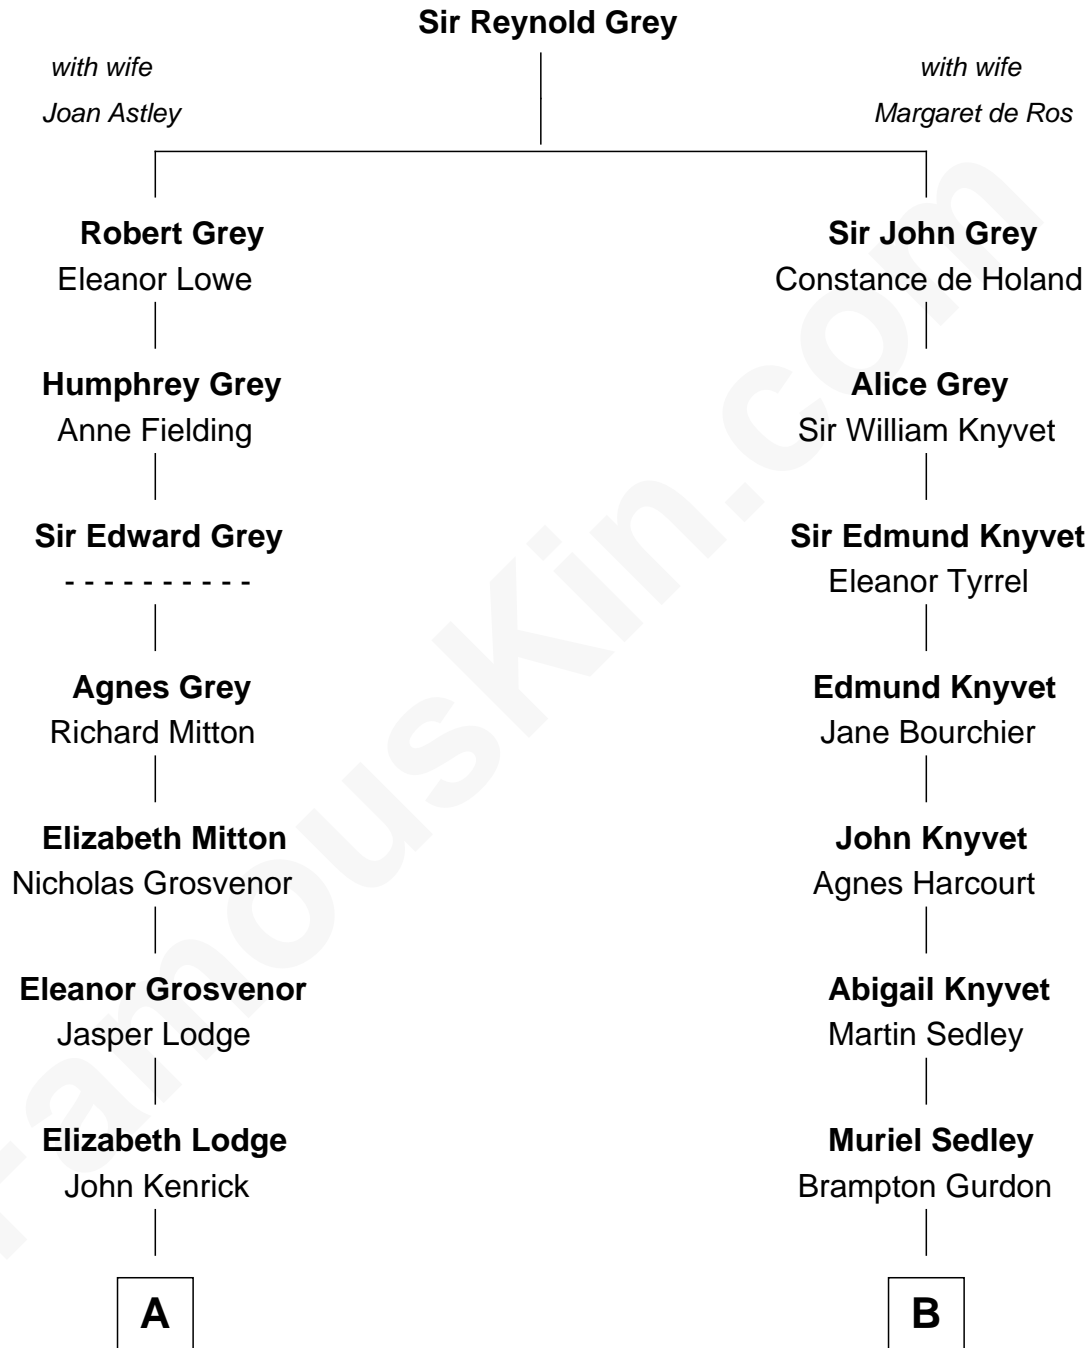 Sir Reynold Grey
with wife
Joan Astley
with wife
Margaret de Ros
Robert Grey
Eleanor Lowe
Sir John Grey
Constance de Holand
Humphrey Grey
Anne Fielding
Alice Grey
Sir William Knyvet
Sir Edward Grey
- - - - - - - - - -
Sir Edmund Knyvet
Eleanor Tyrrel
Agnes Grey
Richard Mitton
Edmund Knyvet
Jane Bourchier
Elizabeth Mitton
Nicholas Grosvenor
John Knyvet
Agnes Harcourt
Eleanor Grosvenor
Jasper Lodge
Abigail Knyvet
Martin Sedley
Elizabeth Lodge
John Kenrick
Muriel Sedley
Brampton Gurdon
A
B
FamousKin.com